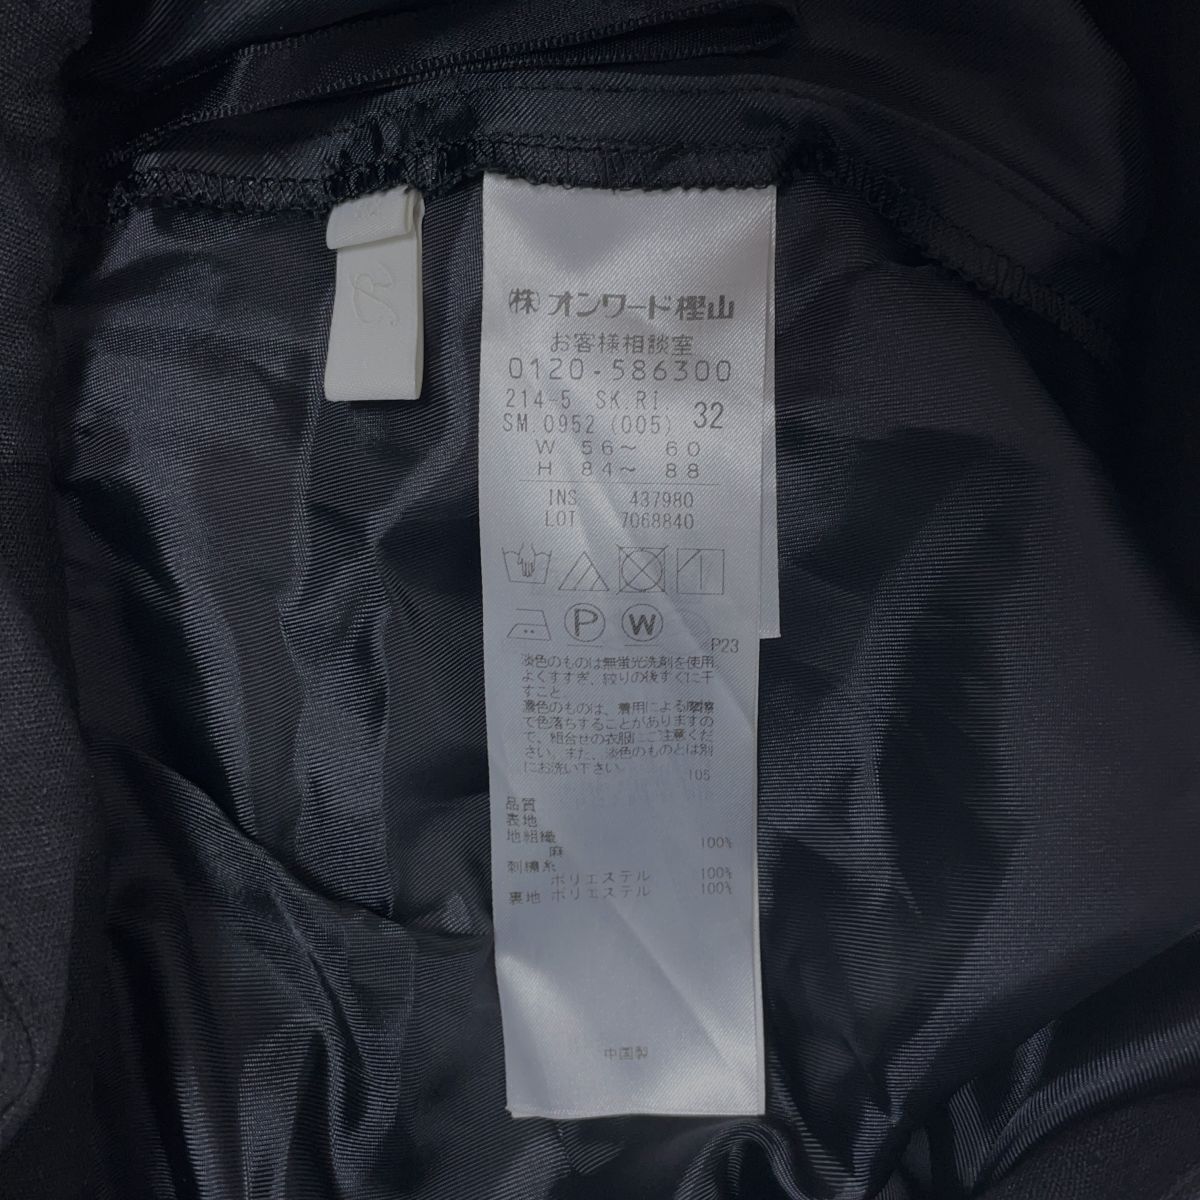 ㈱オンワード樫山
お客様相談室
0120-586300
214-5 SK.RI. 32
SM.0952 (005)
W 56～ 60
H 84～ 88
INS 437980
LOT 7068840
P W
P23
淡色のものは無蛍光洗剤を使用
よくすすぎ、絞りの後すぐに干
すこと。
濃色のものは、着用による摩擦
で色落ちすることがありますの
で、組合せの衣服にご注意くだ
さい。また、淡色のものとは別
にお洗い下さい。
105
品質
表地
地組織
麻 100%
刺繍糸
ポリエステル 100%
裏地 ポリエステル 100%
中国製